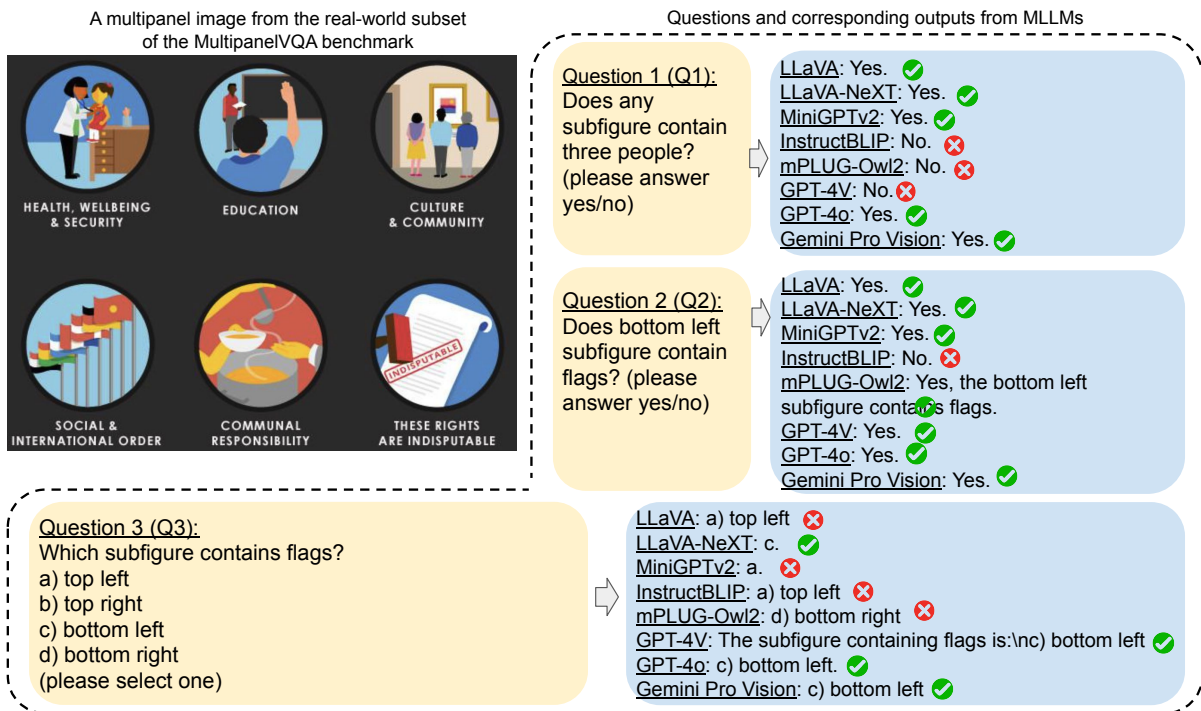 A multipanel image from the real-world subset
of the MultipanelVQA benchmark
HEALTH, WELLBEING
& SECURITY
EDUCATION
CULTURE
& COMMUNITY
INDISPUTABLE
SOCIAL &
INTERNATIONAL ORDER
COMMUNAL
RESPONSIBILITY
THESE RIGHTS
ARE INDISPUTABLE
Questions and corresponding outputs from MLLMs
Question 1 (Q1):
Does any
subfigure contain
three people?
(please answer
yes/no)
LLaVA: Yes.
LLaVA-NeXT: Yes.
MiniGPTv2: Yes.
InstructBLIP: No.
mPLUG-Owl2: No.
GPT-4V: No.
GPT-4o: Yes.
Gemini Pro Vision: Yes.
Question 2 (Q2):
Does bottom left
subfigure contain
flags? (please
answer yes/no)
LLaVA: Yes.
LLaVA-NeXT: Yes.
MiniGPTv2: Yes.
InstructBLIP: No.
mPLUG-Owl2: Yes, the bottom left
subfigure contains flags.
GPT-4V: Yes.
GPT-4o: Yes.
Gemini Pro Vision: Yes.
Question 3 (Q3):
Which subfigure contains flags?
a) top left
b) top right
c) bottom left
d) bottom right
(please select one)
LLaVA: a) top left
LLaVA-NeXT: c.
MiniGPTv2: a.
InstructBLIP: a) top left
mPLUG-Owl2: d) bottom right
GPT-4V: The subfigure containing flags is:\nc) bottom left
GPT-4o: c) bottom left.
Gemini Pro Vision: c) bottom left